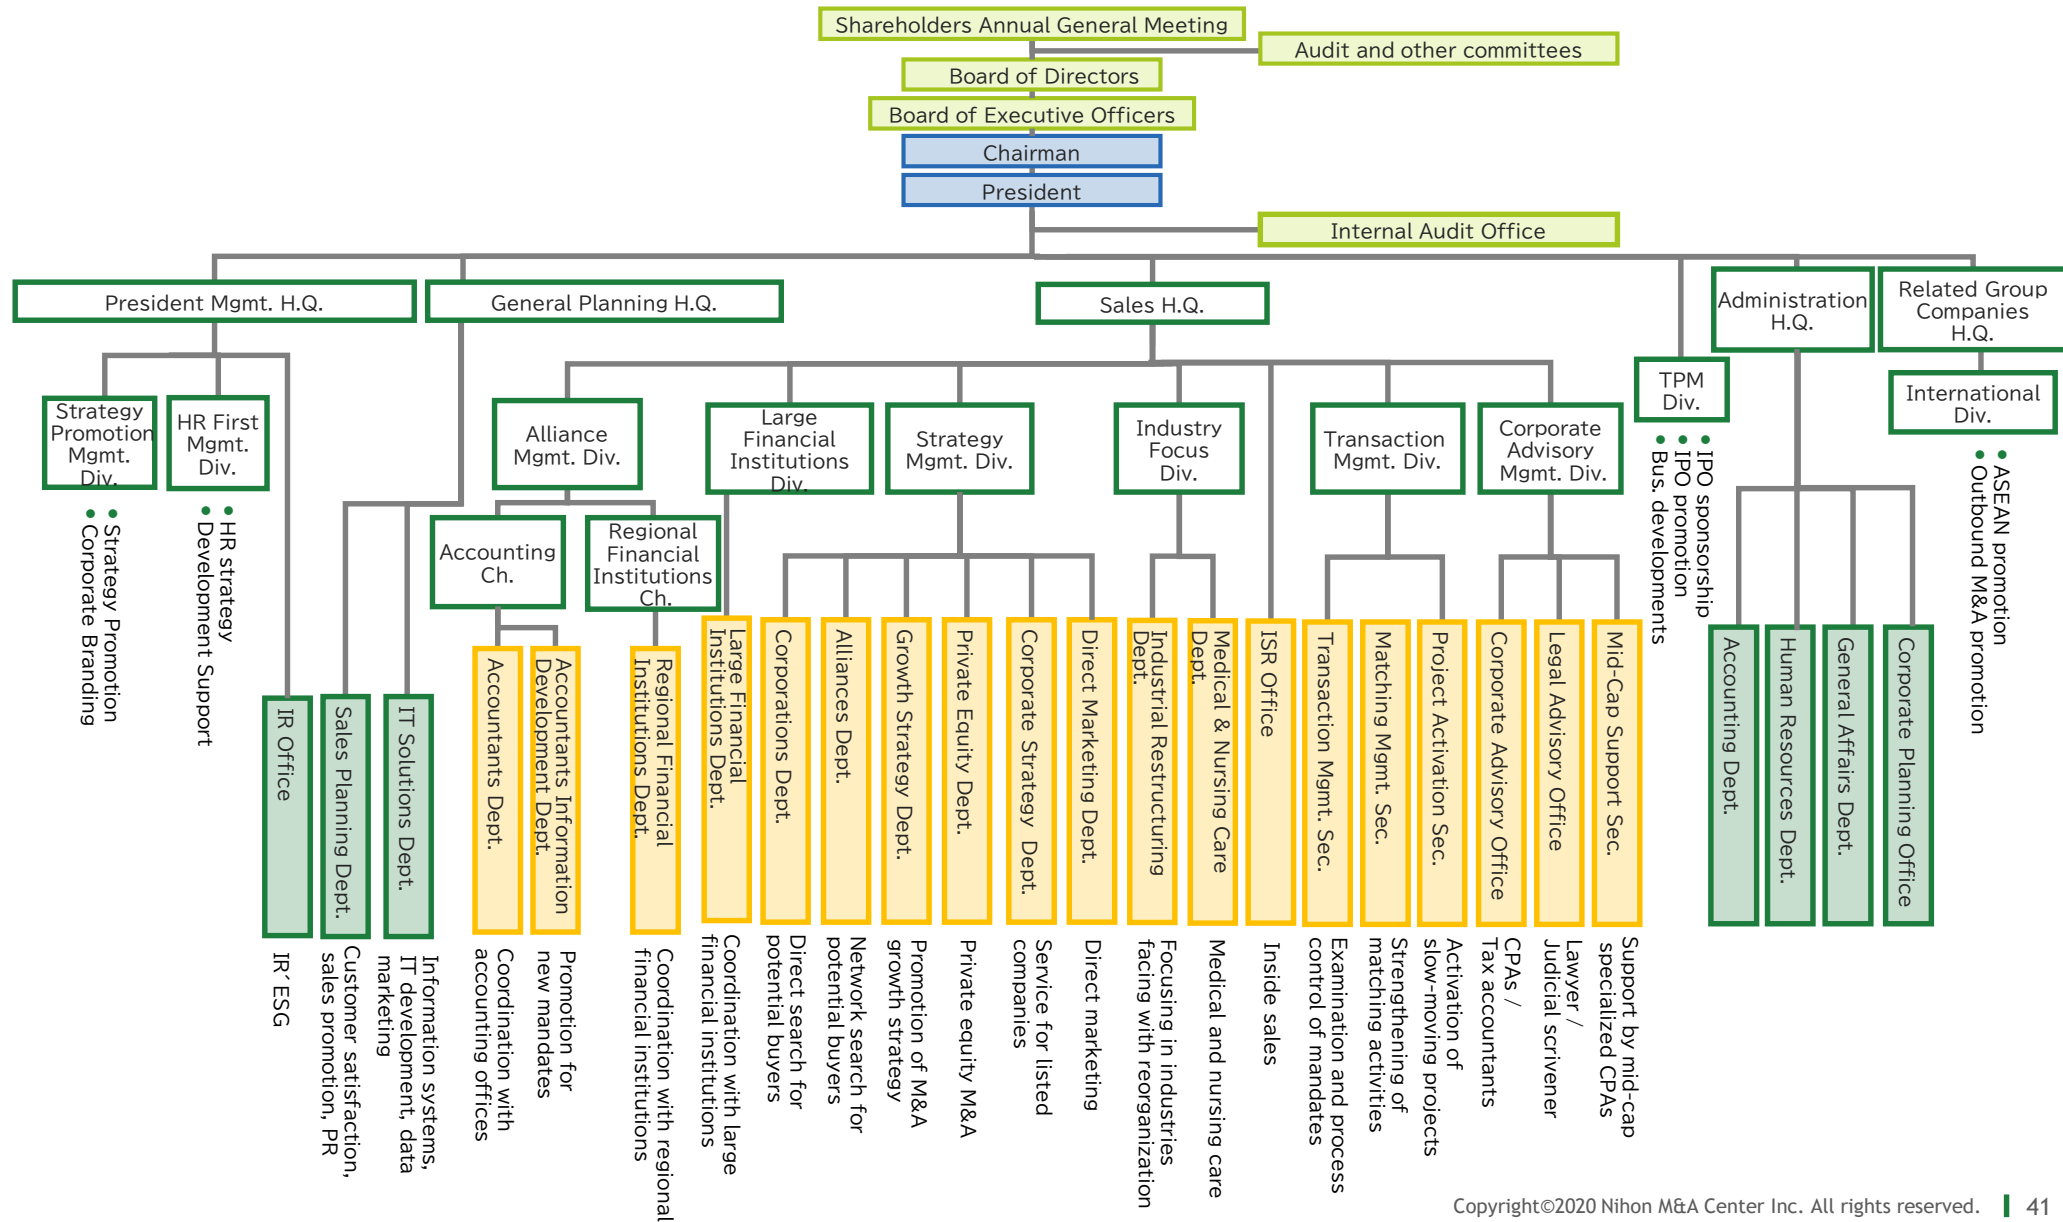 Shareholders Annual General Meeting
Audit and other committees
Board of Directors
Board of Executive Officers
Chairman
President
Internal Audit Office
President Mgmt. H.Q.
General Planning H.Q.
Sales H.Q.
Administration
H.Q.
Related Group
Companies
H.Q.
Strategy
Promotion
Mgmt.
Div.
HR First
Mgmt.
Div.
Alliance
Mgmt. Div.
Large
Financial
Institutions
Div.
Strategy
Mgmt. Div.
Industry
Focus
Div.
Transaction
Mgmt. Div.
Corporate
Advisory
Mgmt. Div.
TPM
Div.
International
Div.
• Strategy Promotion
• Corporate Branding
• HR strategy
• Development Support
• IPO sponsorship
• IPO promotion
• Bus. developments
• ASEAN promotion
• Outbound M&A promotion
Accounting
Ch.
Regional
Financial
Institutions
Ch.
IR Office
Sales Planning Dept.
IT Solutions Dept.
Accountants Dept.
Accountants Information
Development Dept.
Regional Financial
Institutions Dept.
Large Financial
Institutions Dept.
Corporations Dept.
Alliances Dept.
Growth Strategy Dept.
Private Equity Dept.
Corporate Strategy Dept.
Direct Marketing Dept.
Industrial Restructuring
Dept.
Medical & Nursing Care
Dept.
ISR Office
Transaction Mgmt. Sec.
Matching Mgmt. Sec.
Project Activation Sec.
Corporate Advisory Office
Legal Advisory Office
Mid-Cap Support Sec.
Accounting Dept.
Human Resources Dept.
General Affairs Dept.
Corporate Planning Office
IR´ESG
Customer satisfaction,
sales promotion, PR
Information systems,
IT development, data
marketing
Coordination with
accounting offices
Promotion for
new mandates
Coordination with regional
financial institutions
Coordination with large
financial institutions
Direct search for
potential buyers
Network search for
potential buyers
Promotion of M&A
growth strategy
Private equity M&A
Service for listed
companies
Direct marketing
Focusing in industries
facing with reorganization
Medical and nursing care
Inside sales
Examination and process
control of mandates
Strengthening of
matching activities
Activation of
slow-moving projects
CPAs /
Tax accountants
Lawyer /
Judicial scrivener
Support by mid-cap
specialized CPAs
Copyright©2020 Nihon M&A Center Inc. All rights reserved.
41